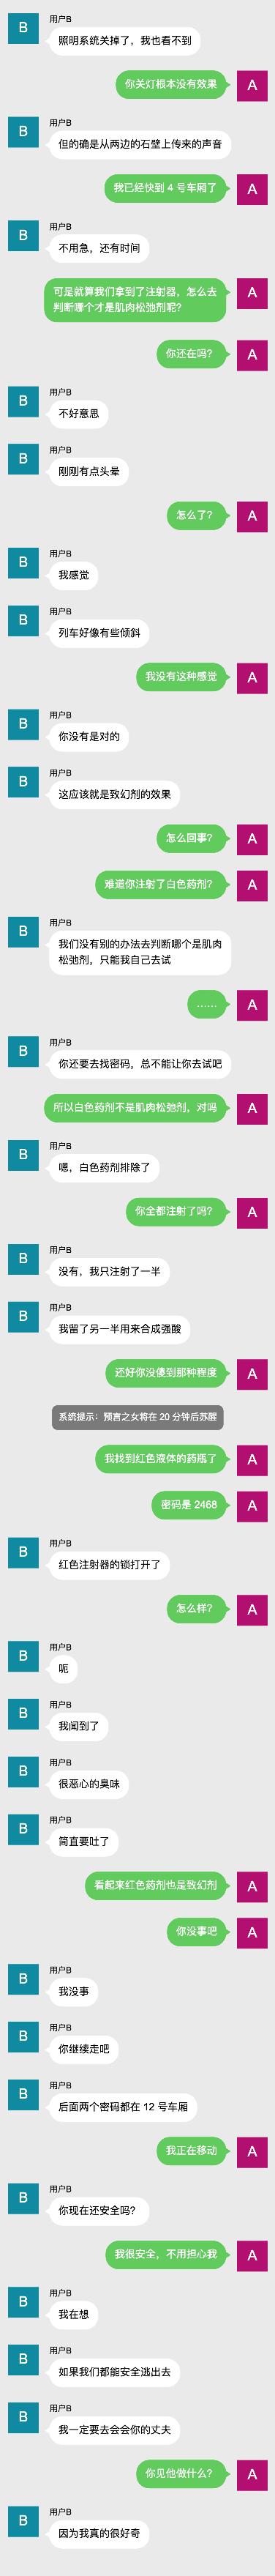 B
用户B
照明系统关掉了，我也看不到
你关灯根本没有效果
A
B
用户B
但的确是从两边的石壁上传来的声音
我已经快到 4 号车厢了
A
B
用户B
不用急，还有时间
可是就算我们拿到了注射器，怎么去
判断哪个才是肌肉松弛剂呢？
A
你还在吗？
A
B
用户B
不好意思
B
用户B
刚刚有点头晕
怎么了？
A
B
用户B
我感觉
B
用户B
列车好像有些倾斜
我没有这种感觉
A
B
用户B
你没有是对的
B
用户B
这应该就是致幻剂的效果
怎么回事？
A
难道你注射了白色药剂？
A
B
用户B
我们没有别的办法去判断哪个是肌肉
松弛剂，只能我自己去试
……
A
B
用户B
你还要去找密码，总不能让你去试吧
所以白色药剂不是肌肉松弛剂，对吗
A
B
用户B
嗯，白色药剂排除了
你全都注射了吗？
A
B
用户B
没有，我只注射了一半
B
用户B
我留了另一半用来合成强酸
还好你没傻到那种程度
A
系统提示：预言之女将在 20 分钟后苏醒
我找到红色液体的药瓶了
A
密码是 2468
A
B
用户B
红色注射器的锁打开了
怎么样？
A
B
用户B
呃
B
用户B
我闻到了
B
用户B
很恶心的臭味
B
用户B
简直要吐了
看起来红色药剂也是致幻剂
A
你没事吧
A
B
用户B
我没事
B
用户B
你继续走吧
B
用户B
后面两个密码都在 12 号车厢
我正在移动
A
B
用户B
你现在还安全吗？
我很安全，不用担心我
A
B
用户B
我在想
B
用户B
如果我们都能安全逃出去
B
用户B
我一定要去会会你的丈夫
你见他做什么？
A
B
用户B
因为我真的很好奇